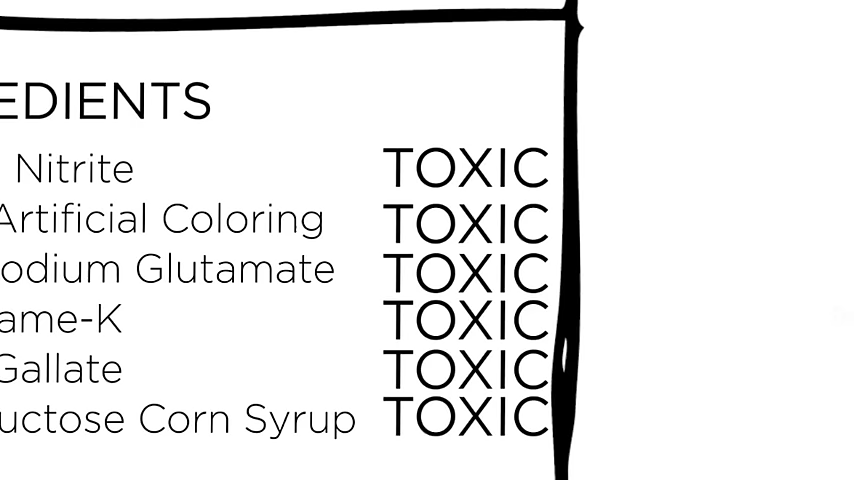 EDIENTS
Nitrite TOXIC
Artificial Coloring TOXIC
odium Glutamate TOXIC
ame-K TOXIC
Gallate TOXIC
uctose Corn Syrup TOXIC